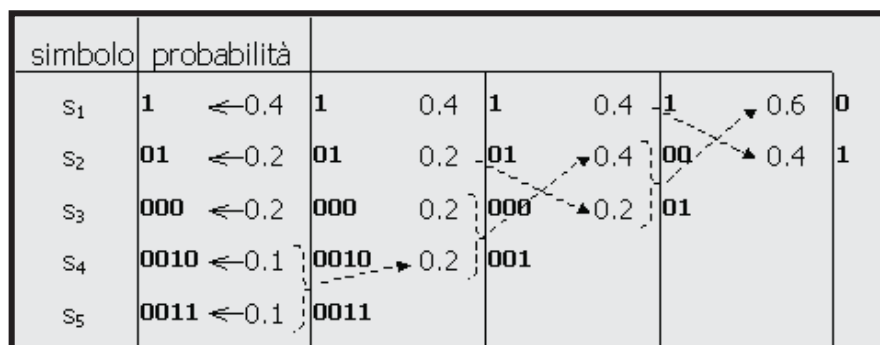 simbolo probabilità
s₁ 1 0.4 1 0.4 1 0.4 1 0.6 0
s₂ 01 0.2 01 0.2 01 0.4 00 0.4 1
s₃ 000 0.2 000 0.2 000 0.2 01
s₄ 0010 0.1 0010 0.2 001
s₅ 0011 0.1 0011